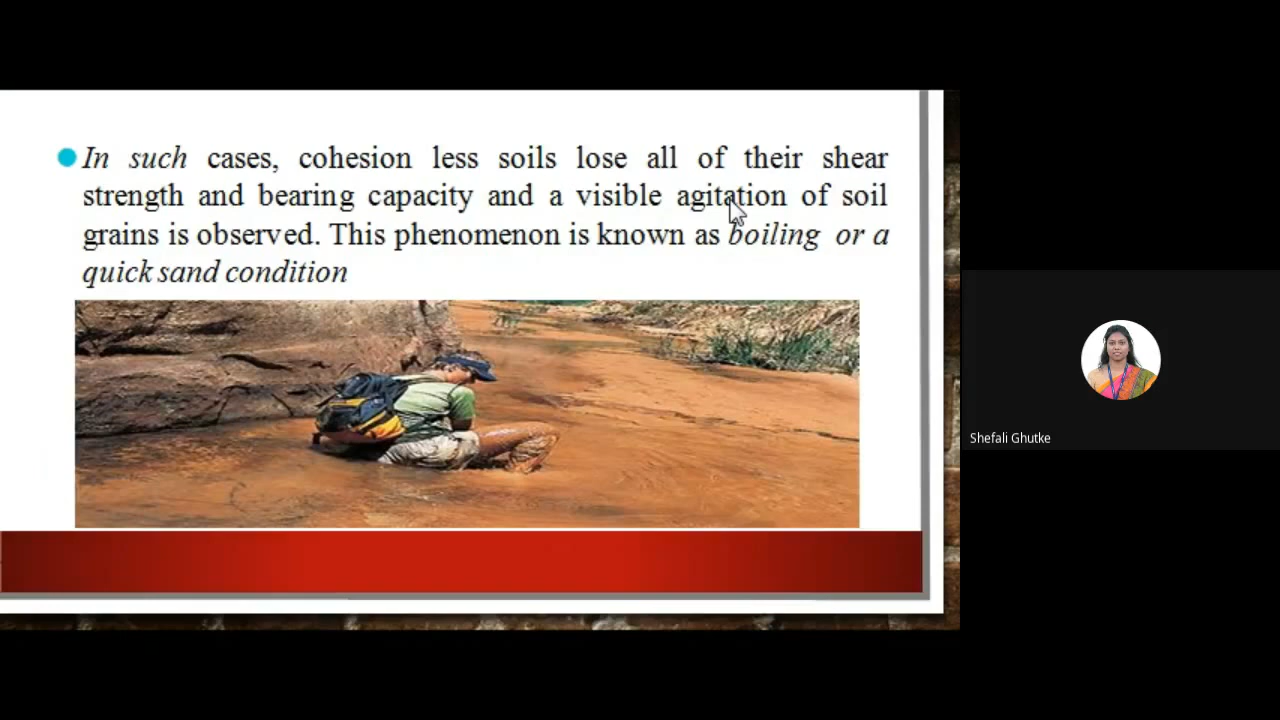 In such cases, cohesion less soils lose all of their shear
strength and bearing capacity and a visible agitation of soil
grains is observed. This phenomenon is known as boiling or a
quick sand condition
Shefali Ghutke